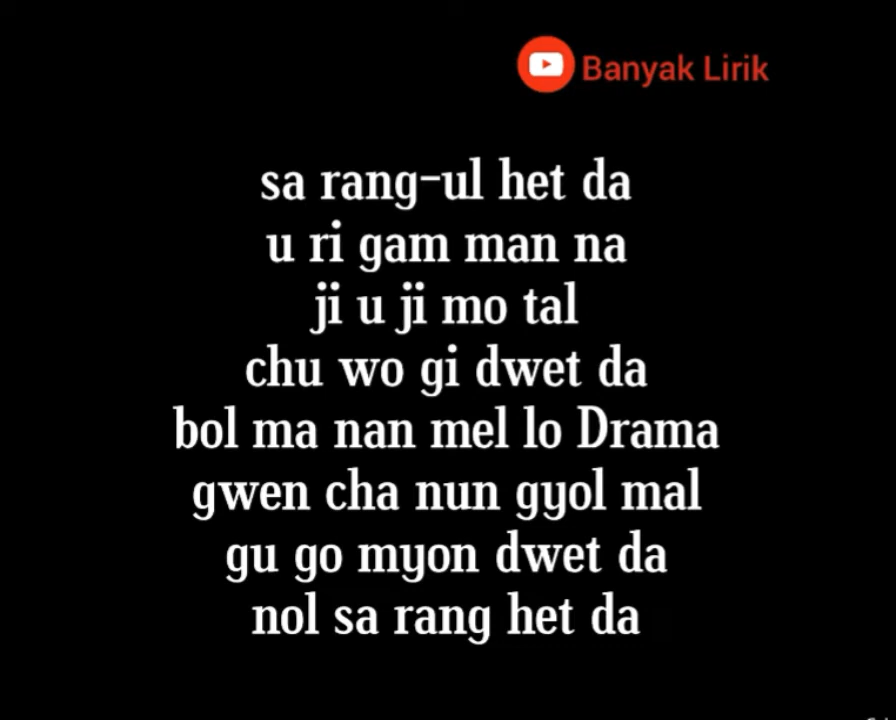 Banyak Lirik
sa rang-ul het da
u ri gam man na
ji u ji mo tal
chu wo gi dwet da
bol ma nan mel lo Drama
gwen cha nun gyol mal
gu go myon dwet da
nol sa rang het da